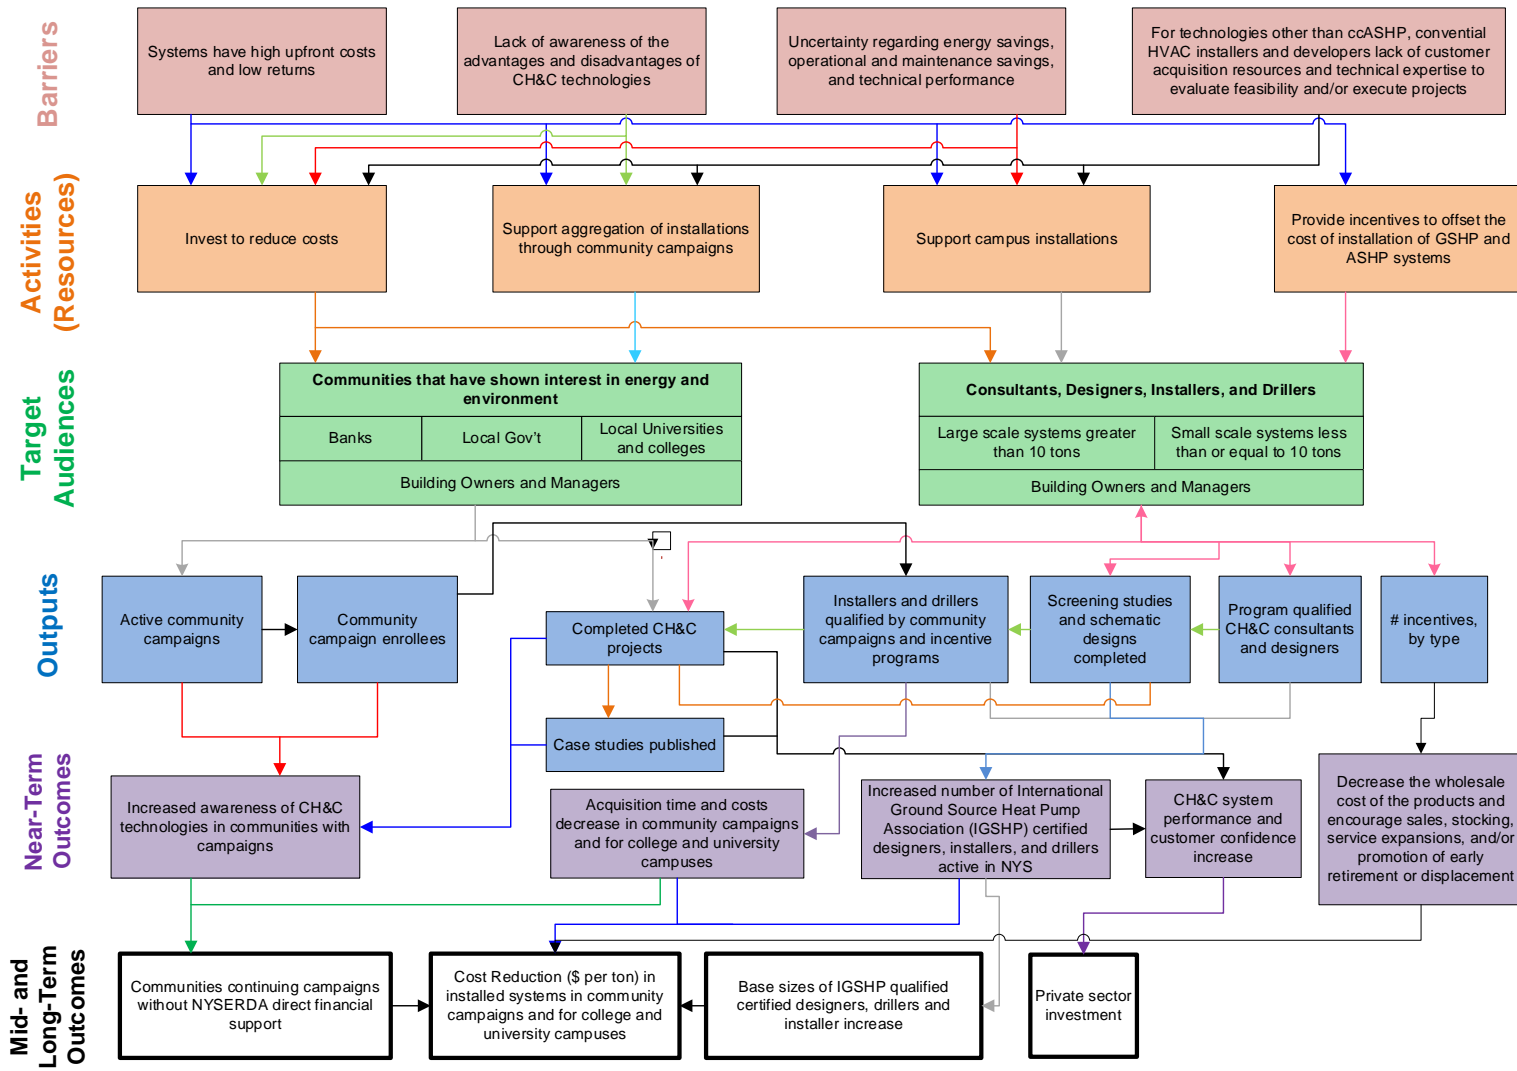 Barriers
Systems have high upfront costs
and low returns
Lack of awareness of the
advantages and disadvantages of
CH&C technologies
Uncertainty regarding energy savings,
operational and maintenance savings,
and technical performance
For technologies other than ccASHP, convential
HVAC installers and developers lack of customer
acquisition resources and technical expertise to
evaluate feasibility and/or execute projects
Activities
(Resources)
Invest to reduce costs
Support aggregation of installations
through community campaigns
Support campus installations
Provide incentives to offset the
cost of installation of GSHP and
ASHP systems
Target
Audiences
Communities that have shown interest in energy and
environment
Banks
Local Gov't
Local Universities
and colleges
Building Owners and Managers
Consultants, Designers, Installers, and Drillers
Large scale systems greater
than 10 tons
Small scale systems less
than or equal to 10 tons
Building Owners and Managers
Outputs
Active community
campaigns
Community
campaign enrollees
Completed CH&C
projects
Installers and drillers
qualified by community
campaigns and incentive
programs
Screening studies
and schematic
designs
completed
Program qualified
CH&C consultants
and designers
# incentives,
by type
Case studies published
Near-Term
Outcomes
Increased awareness of CH&C
technologies in communities with
campaigns
Acquisition time and costs
decrease in community campaigns
and for college and university
campuses
Increased number of International
Ground Source Heat Pump
Association (IGSHP) certified
designers, installers, and drillers
active in NYS
CH&C system
performance and
customer confidence
increase
Decrease the wholesale
cost of the products and
encourage sales, stocking,
service expansions, and/or
promotion of early
retirement or displacement
Mid- and
Long-Term
Outcomes
Communities continuing campaigns
without NYSERDA direct financial
support
Cost Reduction ($ per ton) in
installed systems in community
campaigns and for college and
university campuses
Base sizes of IGSHP qualified
certified designers, drillers and
installer increase
Private sector
investment